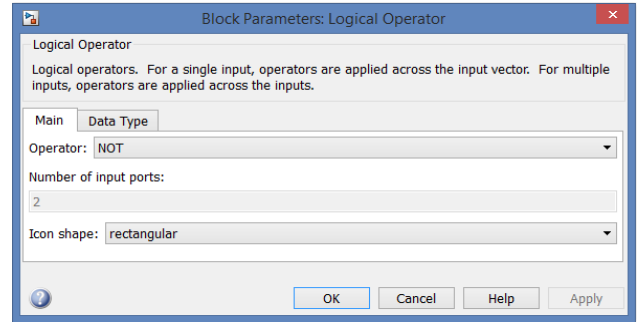 Block Parameters: Logical Operator
Logical Operator
Logical operators.  For a single input, operators are applied across the input vector.  For multiple
inputs, operators are applied across the inputs.
Main Data Type
Operator: NOT
Number of input ports:
2
Icon shape: rectangular
OK Cancel Help Apply